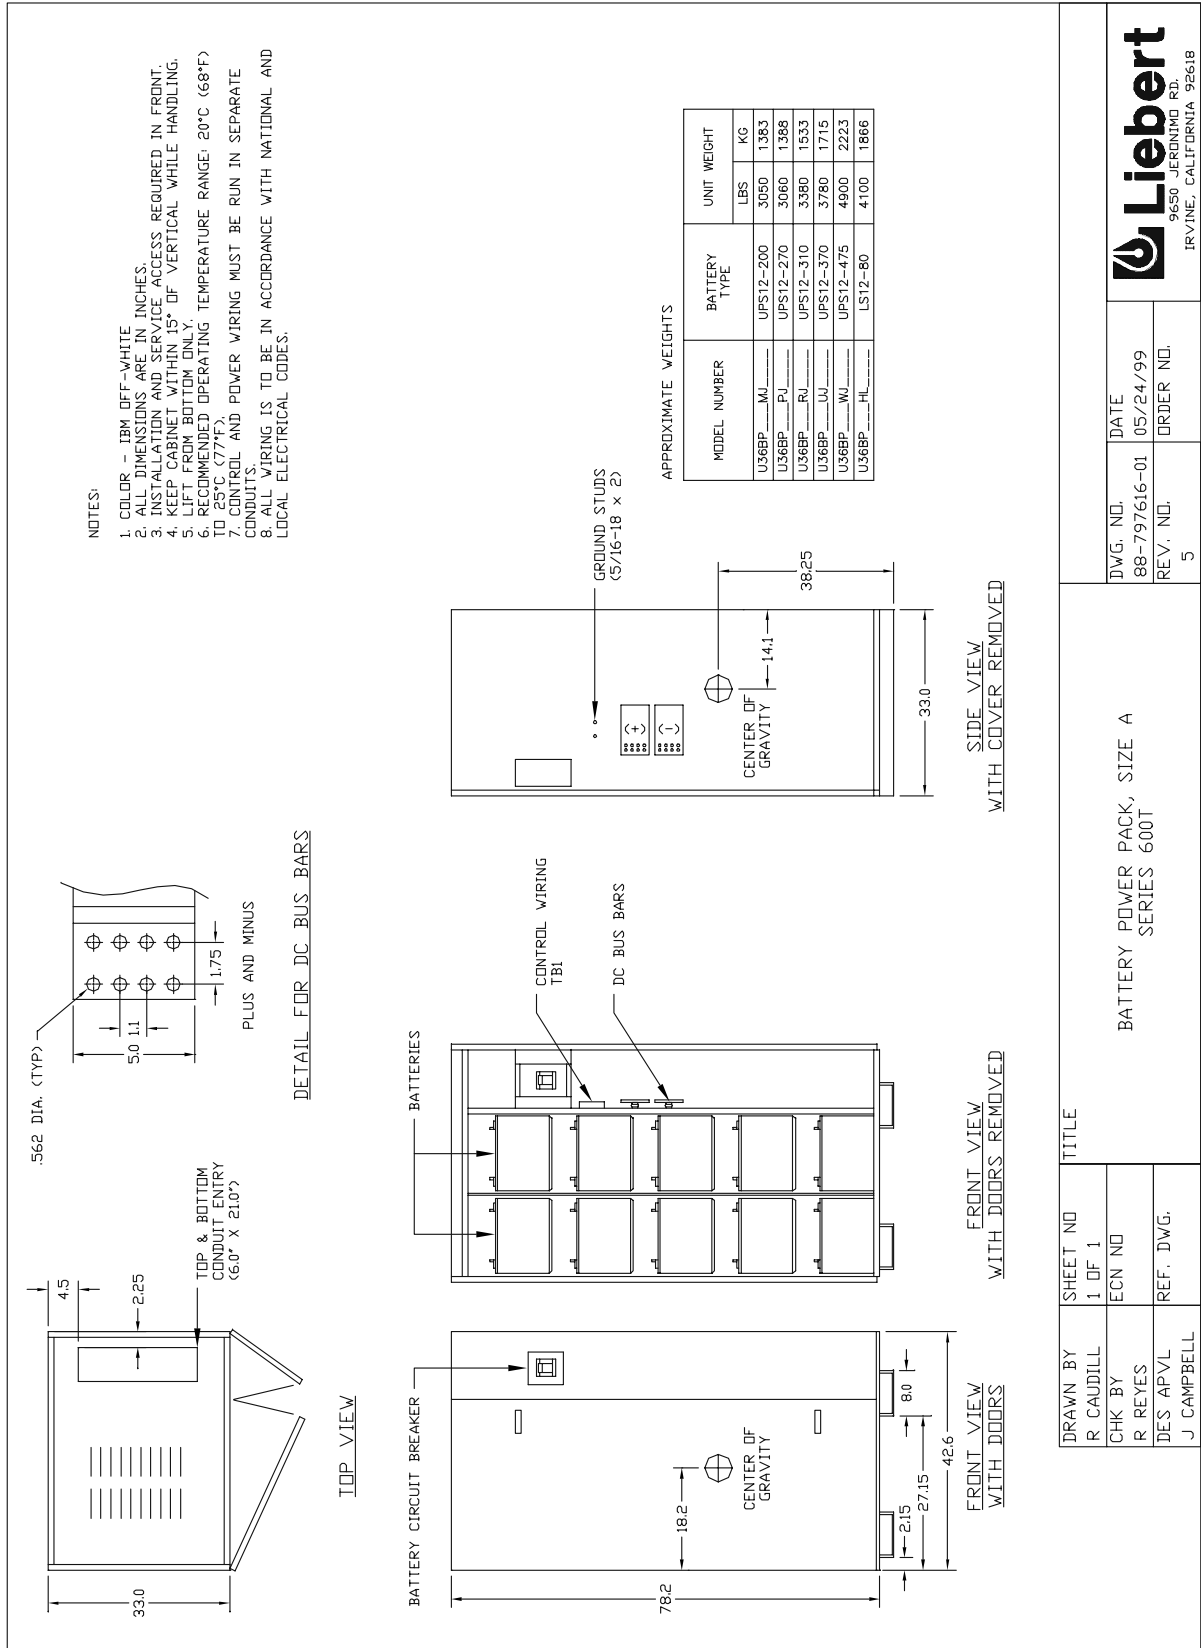 33.0
4.5
2.25
TOP & BOTTOM
CONDUIT ENTRY
(6.0" X 21.0")
TOP VIEW
.562 DIA. (TYP)
5.0
1.1
1.75
PLUS AND MINUS
DETAIL FOR DC BUS BARS
NOTES:
1. COLOR - IBM OFF-WHITE
2. ALL DIMENSIONS ARE IN INCHES.
3. INSTALLATION AND SERVICE ACCESS REQUIRED IN FRONT.
4. KEEP CABINET WITHIN 15° OF VERTICAL WHILE HANDLING.
5. LIFT FROM BOTTOM ONLY.
6. RECOMMENDED OPERATING TEMPERATURE RANGE: 20°C (68°F)
TO 25°C (77°F).
7. CONTROL AND POWER WIRING MUST BE RUN IN SEPARATE
CONDUITS.
8. ALL WIRING IS TO BE IN ACCORDANCE WITH NATIONAL AND
LOCAL ELECTRICAL CODES.
BATTERY CIRCUIT BREAKER
78.2
18.2
CENTER OF
GRAVITY
2.15
8.0
27.15
42.6
FRONT VIEW
WITH DOORS
BATTERIES
CONTROL WIRING
TB1
DC BUS BARS
FRONT VIEW
WITH DOORS REMOVED
GROUND STUDS
(5/16-18 x 2)
(+)
(-)
CENTER OF
GRAVITY
14.1
38.25
33.0
SIDE VIEW
WITH COVER REMOVED
APPROXIMATE WEIGHTS
MODEL NUMBER BATTERY TYPE UNIT WEIGHT
LBS KG
U36BP___MJ_____ UPS12-200 3050 1383
U36BP___PJ_____ UPS12-270 3060 1388
U36BP___RJ_____ UPS12-310 3380 1533
U36BP___UJ_____ UPS12-370 3780 1715
U36BP___WJ_____ UPS12-475 4900 2223
U36BP___HL_____ LS12-80 4100 1866
DRAWN BY
R CAUDILL
CHK BY
R REYES
DES APVL
J CAMPBELL
SHEET NO
1 OF 1
ECN NO
REF. DWG.
TITLE
BATTERY POWER PACK, SIZE A
SERIES 600T
DWG. NO.
88-797616-01
REV. NO.
5
DATE
05/24/99
ORDER NO.
Liebert
9650 JERONIMO RD.
IRVINE, CALIFORNIA 92618